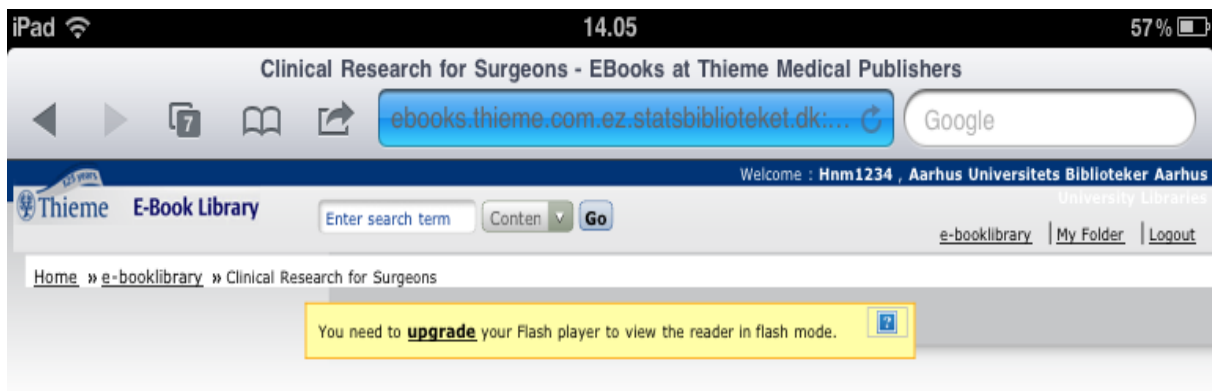 iPad 14.05 57%
Clinical Research for Surgeons - EBooks at Thieme Medical Publishers
7 ebooks.thieme.com.ez.statsbiblioteket.dk:... Google
Welcome : Hnm1234 , Aarhus Universitets Biblioteker Aarhus
University Libraries
125 years
Thieme E-Book Library Enter search term Conten Go
e-booklibrary My Folder Logout
Home » e-booklibrary » Clinical Research for Surgeons
You need to upgrade your Flash player to view the reader in flash mode. ?